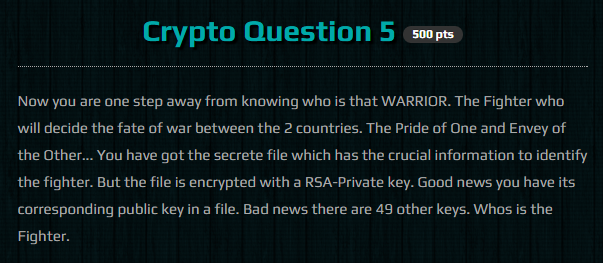 Crypto Question 5 500 pts
Now you are one step away from knowing who is that WARRIOR. The Fighter who
will decide the fate of war between the 2 countries. The Pride of One and Envey of
the Other... You have got the secrete file which has the crucial information to identify
the fighter. But the file is encrypted with a RSA-Private key. Good news you have its
corresponding public key in a file. Bad news there are 49 other keys. Whos is the
Fighter.